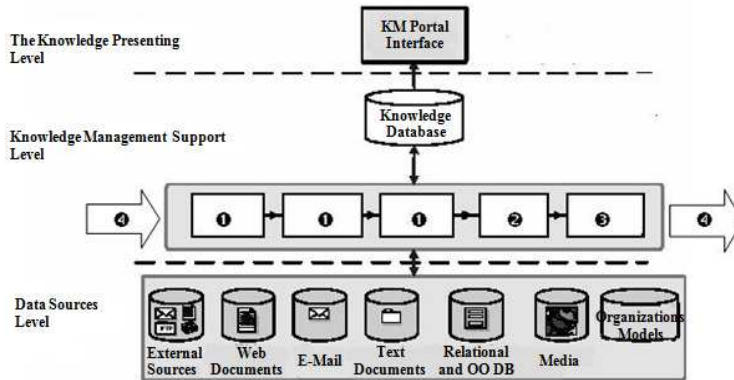 The Knowledge Presenting
Level
KM Portal
Interface
Knowledge Management Support
Level
Knowledge
Database
❹ ❶ ❶ ❶ ❷ ❸ ❹
Data Sources
Level
FTP
External
Sources
Web
Documents
E-Mail
Text
Documents
Relational
and OO DB
Media
Organizations
Models